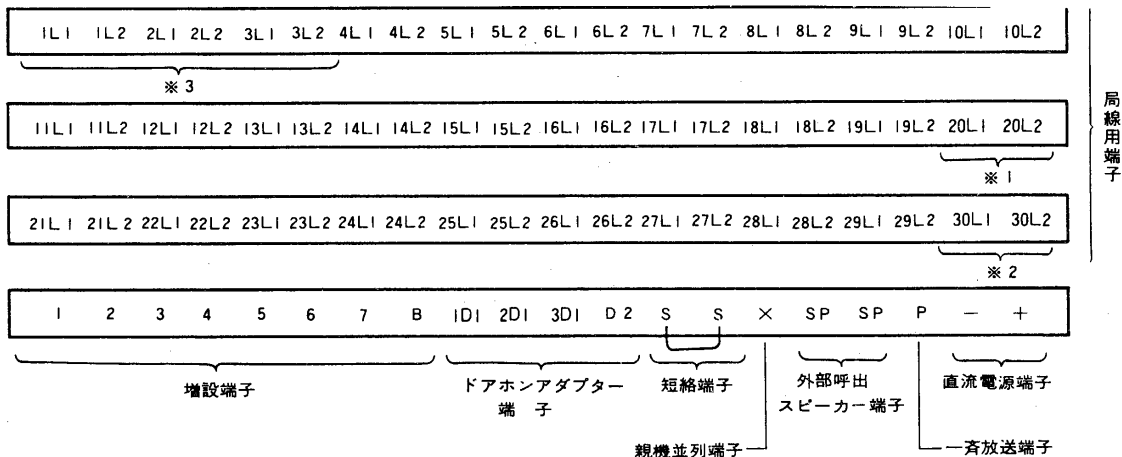 1L1 1L2 2L1 2L2 3L1 3L2 4L1 4L2 5L1 5L2 6L1 6L2 7L1 7L2 8L1 8L2 9L1 9L2 10L1 10L2
※3
11L1 11L2 12L1 12L2 13L1 13L2 14L1 14L2 15L1 15L2 16L1 16L2 17L1 17L2 18L1 18L2 19L1 19L2 20L1 20L2
※1
局線用端子
21L1 21L2 22L1 22L2 23L1 23L2 24L1 24L2 25L1 25L2 26L1 26L2 27L1 27L2 28L1 28L2 29L1 29L2 30L1 30L2
※2
1 2 3 4 5 6 7 B 1D1 2D1 3D1 D2 S S × SP SP P − +
増設端子
ドアホンアダプター
端子
短絡端子
外部呼出
スピーカー端子
直流電源端子
親機並列端子
一斉放送端子